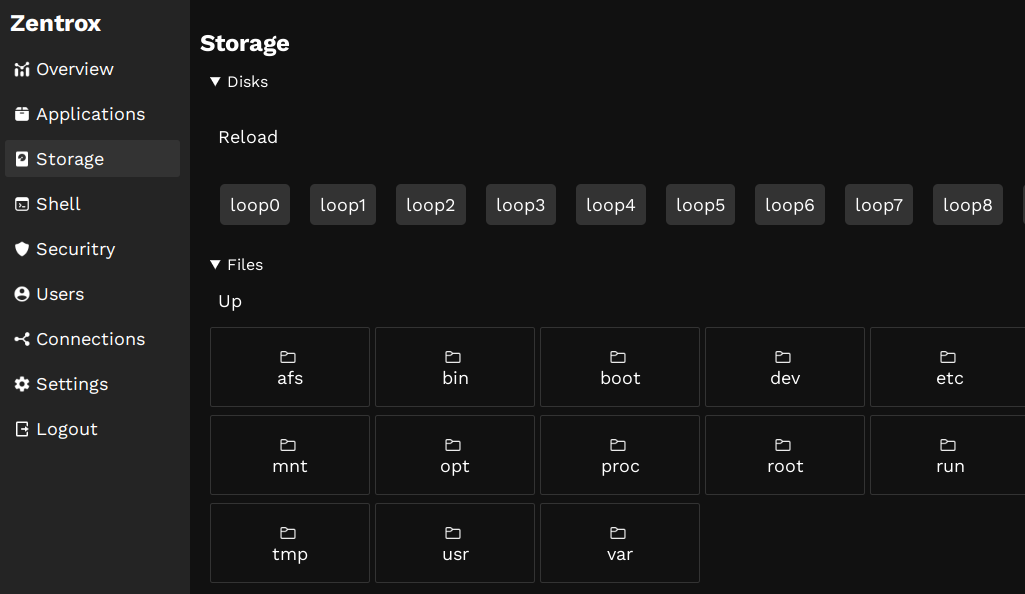 Zentrox
Overview
Applications
Storage
Shell
Securitry
Users
Connections
Settings
Logout
Storage
▼ Disks
Reload
loop0 loop1 loop2 loop3 loop4 loop5 loop6 loop7 loop8
▼ Files
Up
afs bin boot dev etc
mnt opt proc root run
tmp usr var